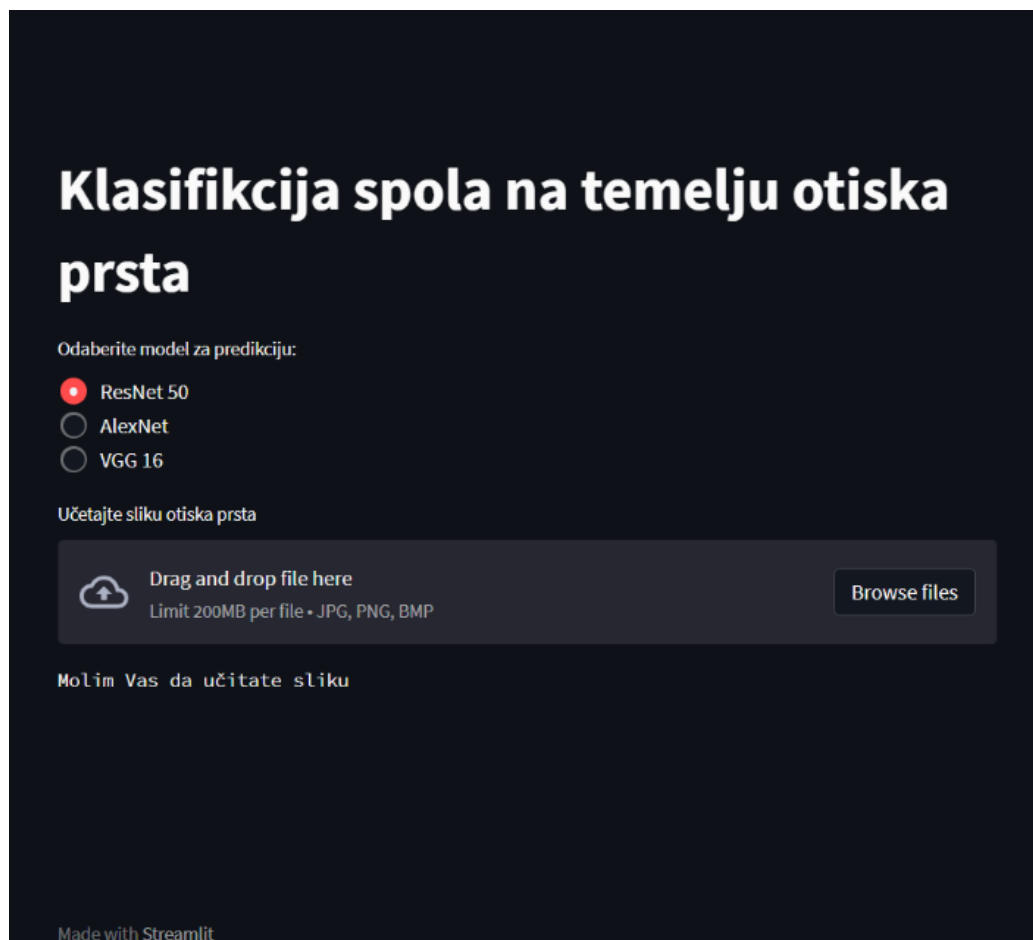 Klasifikcija spola na temelju otiska
prsta
Odaberite model za predikciju:
ResNet 50
AlexNet
VGG 16
Učetajte sliku otiska prsta
Drag and drop file here
Limit 200MB per file • JPG, PNG, BMP
Browse files
Molim Vas da učitate sliku
Made with Streamlit